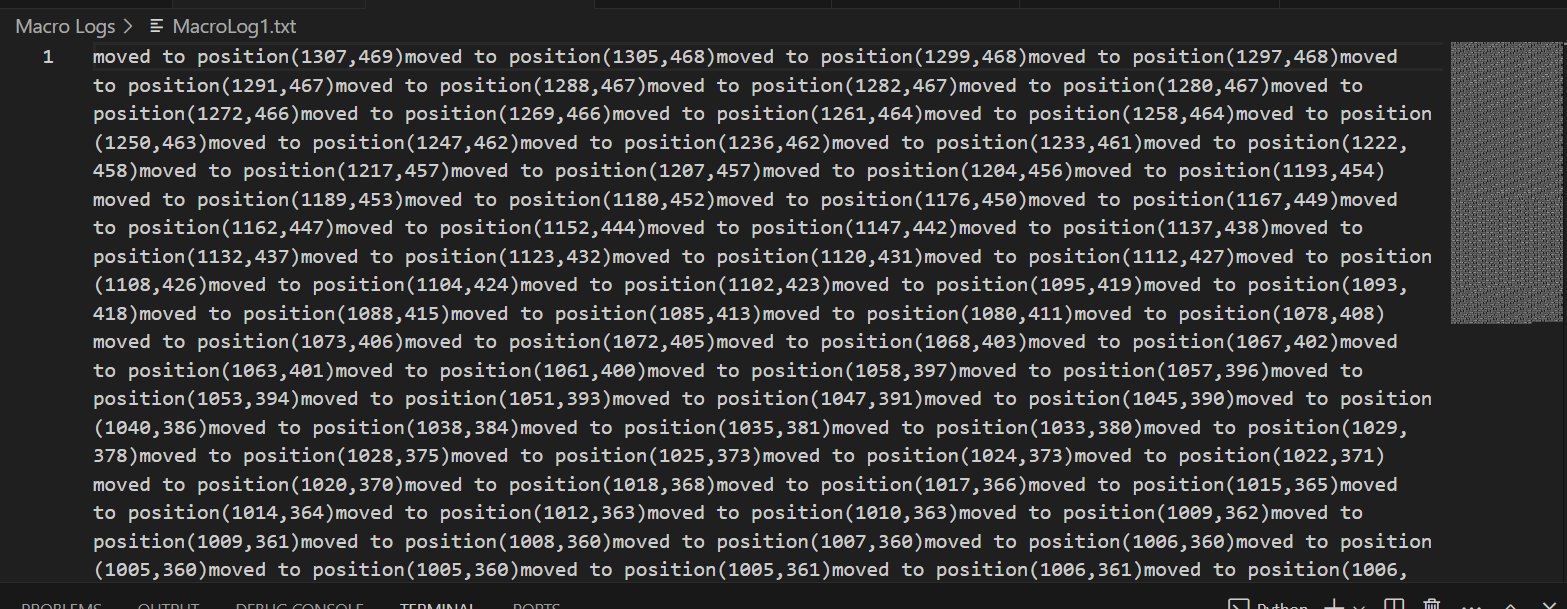 Macro Logs > MacroLog1.txt
1 moved to position(1307,469)moved to position(1305,468)moved to position(1299,468)moved to position(1297,468)moved
to position(1291,467)moved to position(1288,467)moved to position(1282,467)moved to position(1280,467)moved to
position(1272,466)moved to position(1269,466)moved to position(1261,464)moved to position(1258,464)moved to position
(1250,463)moved to position(1247,462)moved to position(1236,462)moved to position(1233,461)moved to position(1222,
458)moved to position(1217,457)moved to position(1207,457)moved to position(1204,456)moved to position(1193,454)
moved to position(1189,453)moved to position(1180,452)moved to position(1176,450)moved to position(1167,449)moved
to position(1162,447)moved to position(1152,444)moved to position(1147,442)moved to position(1137,438)moved to
position(1132,437)moved to position(1123,432)moved to position(1120,431)moved to position(1112,427)moved to position
(1108,426)moved to position(1104,424)moved to position(1102,423)moved to position(1095,419)moved to position(1093,
418)moved to position(1088,415)moved to position(1085,413)moved to position(1080,411)moved to position(1078,408)
moved to position(1073,406)moved to position(1072,405)moved to position(1068,403)moved to position(1067,402)moved
to position(1063,401)moved to position(1061,400)moved to position(1058,397)moved to position(1057,396)moved to
position(1053,394)moved to position(1051,393)moved to position(1047,391)moved to position(1045,390)moved to position
(1040,386)moved to position(1038,384)moved to position(1035,381)moved to position(1033,380)moved to position(1029,
378)moved to position(1028,375)moved to position(1025,373)moved to position(1024,373)moved to position(1022,371)
moved to position(1020,370)moved to position(1018,368)moved to position(1017,366)moved to position(1015,365)moved
to position(1014,364)moved to position(1012,363)moved to position(1010,363)moved to position(1009,362)moved to
position(1009,361)moved to position(1008,360)moved to position(1007,360)moved to position(1006,360)moved to position
(1005,360)moved to position(1005,360)moved to position(1005,361)moved to position(1006,361)moved to position(1006,
PROBLEMS OUTPUT DEBUG CONSOLE TERMINAL PORTS Python